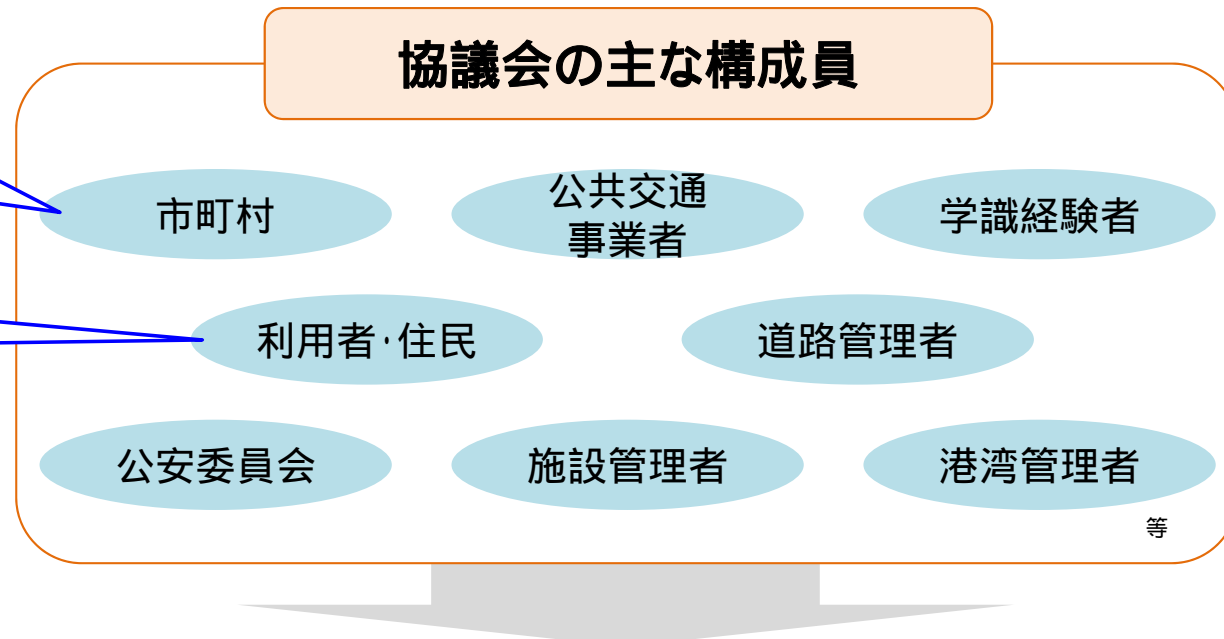 協議会の主な構成員
市町村
公共交通
事業者
学識経験者
利用者・住民
道路管理者
公安委員会
施設管理者
港湾管理者
等